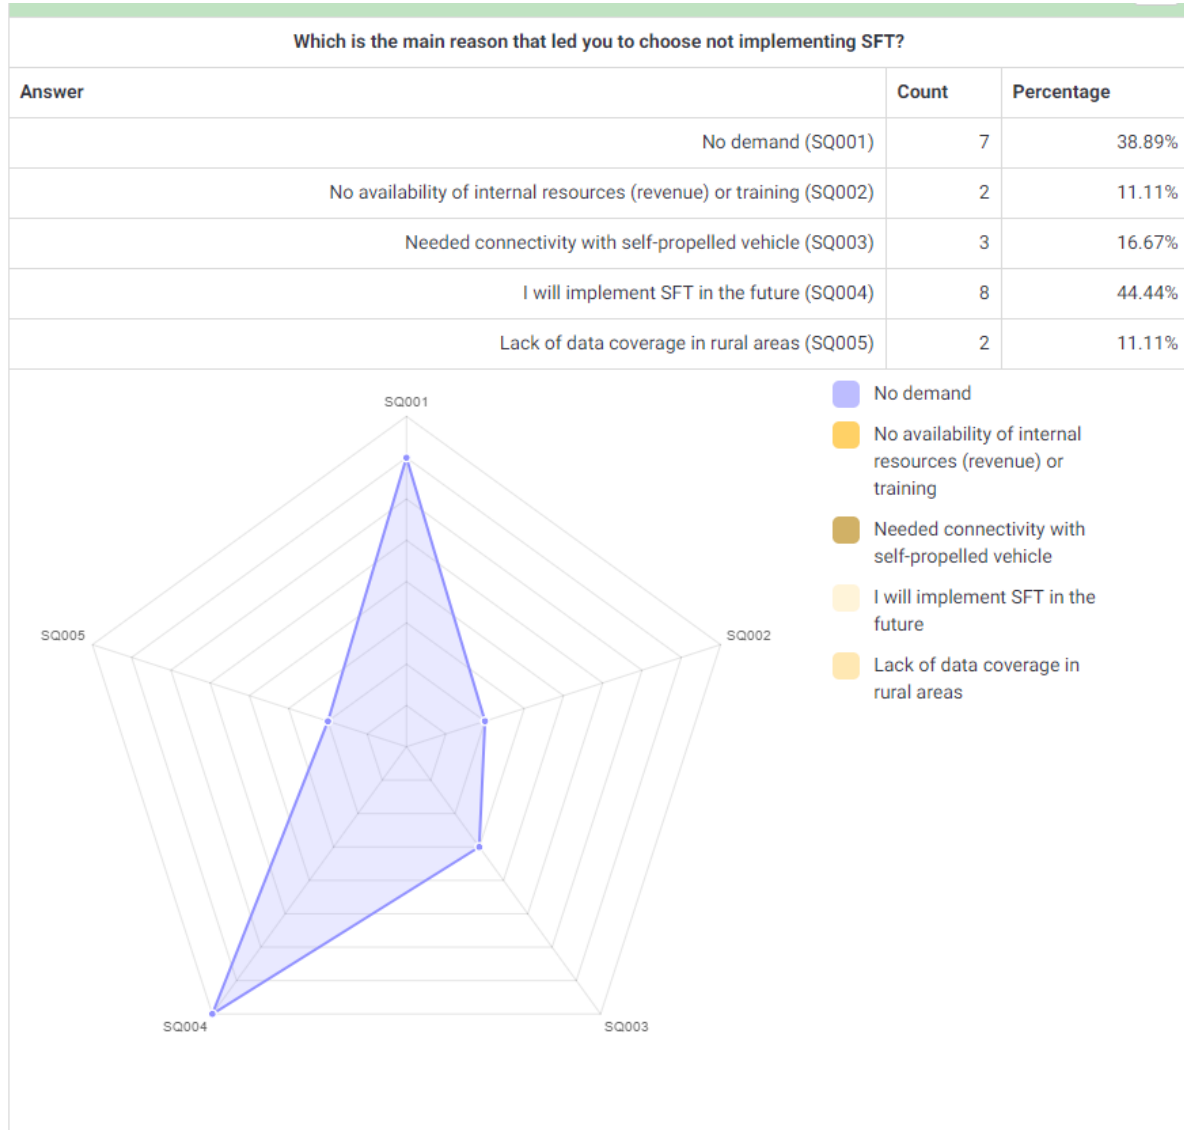 Which is the main reason that led you to choose not implementing SFT?
Answer Count Percentage
No demand (SQ001) 7 38.89%
No availability of internal resources (revenue) or training (SQ002) 2 11.11%
Needed connectivity with self-propelled vehicle (SQ003) 3 16.67%
I will implement SFT in the future (SQ004) 8 44.44%
Lack of data coverage in rural areas (SQ005) 2 11.11%
SQ001
SQ005
SQ002
SQ004
SQ003
No demand
No availability of internal
resources (revenue) or
training
Needed connectivity with
self-propelled vehicle
I will implement SFT in the
future
Lack of data coverage in
rural areas